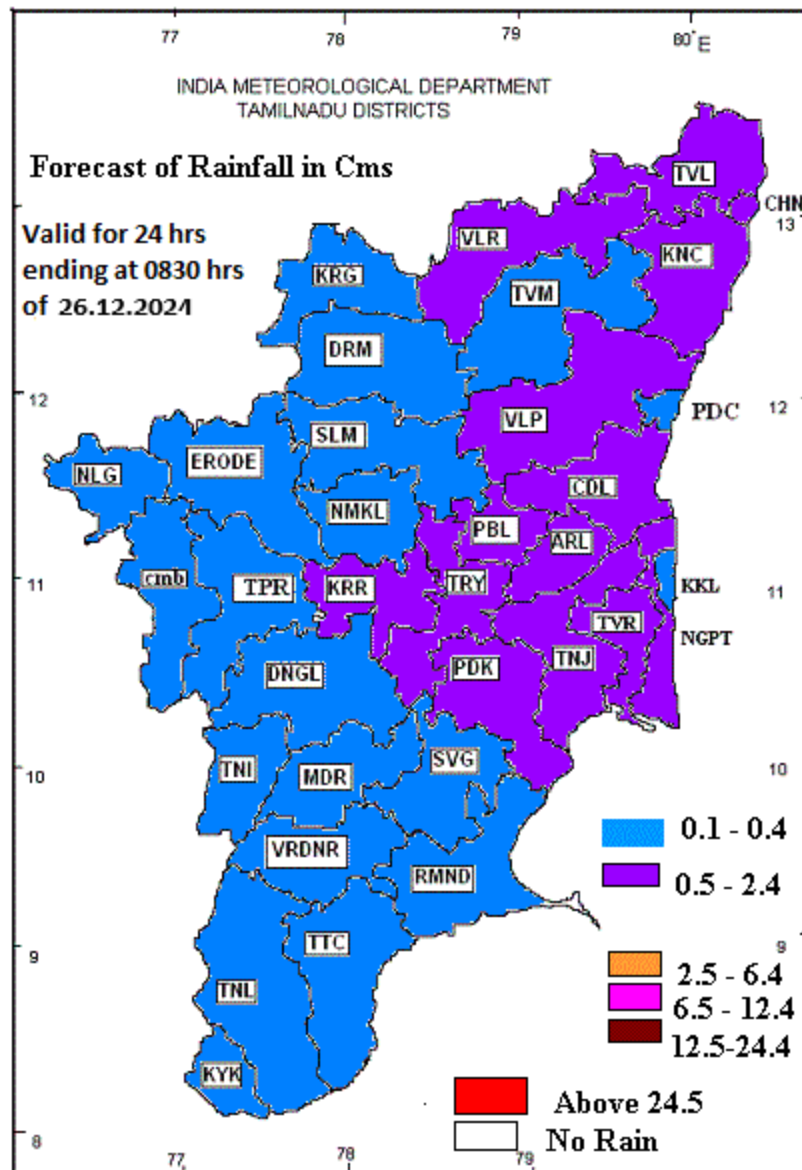 77 78 79 80°E
INDIA METEOROLOGICAL DEPARTMENT
TAMILNADU DISTRICTS
Forecast of Rainfall in Cms
Valid for 24 hrs
ending at 0830 hrs
of 26.12.2024
TVL
CHN
13
VLR
KNC
KRG
TVM
DRM
12
12
PDC
VLP
SLM
ERODE
NLG
CDL
NMKL
PBL
ARL
11
cmb
TPR
KRR
TRY
KKL
11
TVR
NGPT
DNGL
PDK
TNJ
10
TNI
MDR
SVG
10
VRDNR
RMND
0.1 - 0.4
0.5 - 2.4
9
TTC
9
TNL
2.5 - 6.4
6.5 - 12.4
12.5-24.4
KYK
Above 24.5
No Rain
8
77 78 79